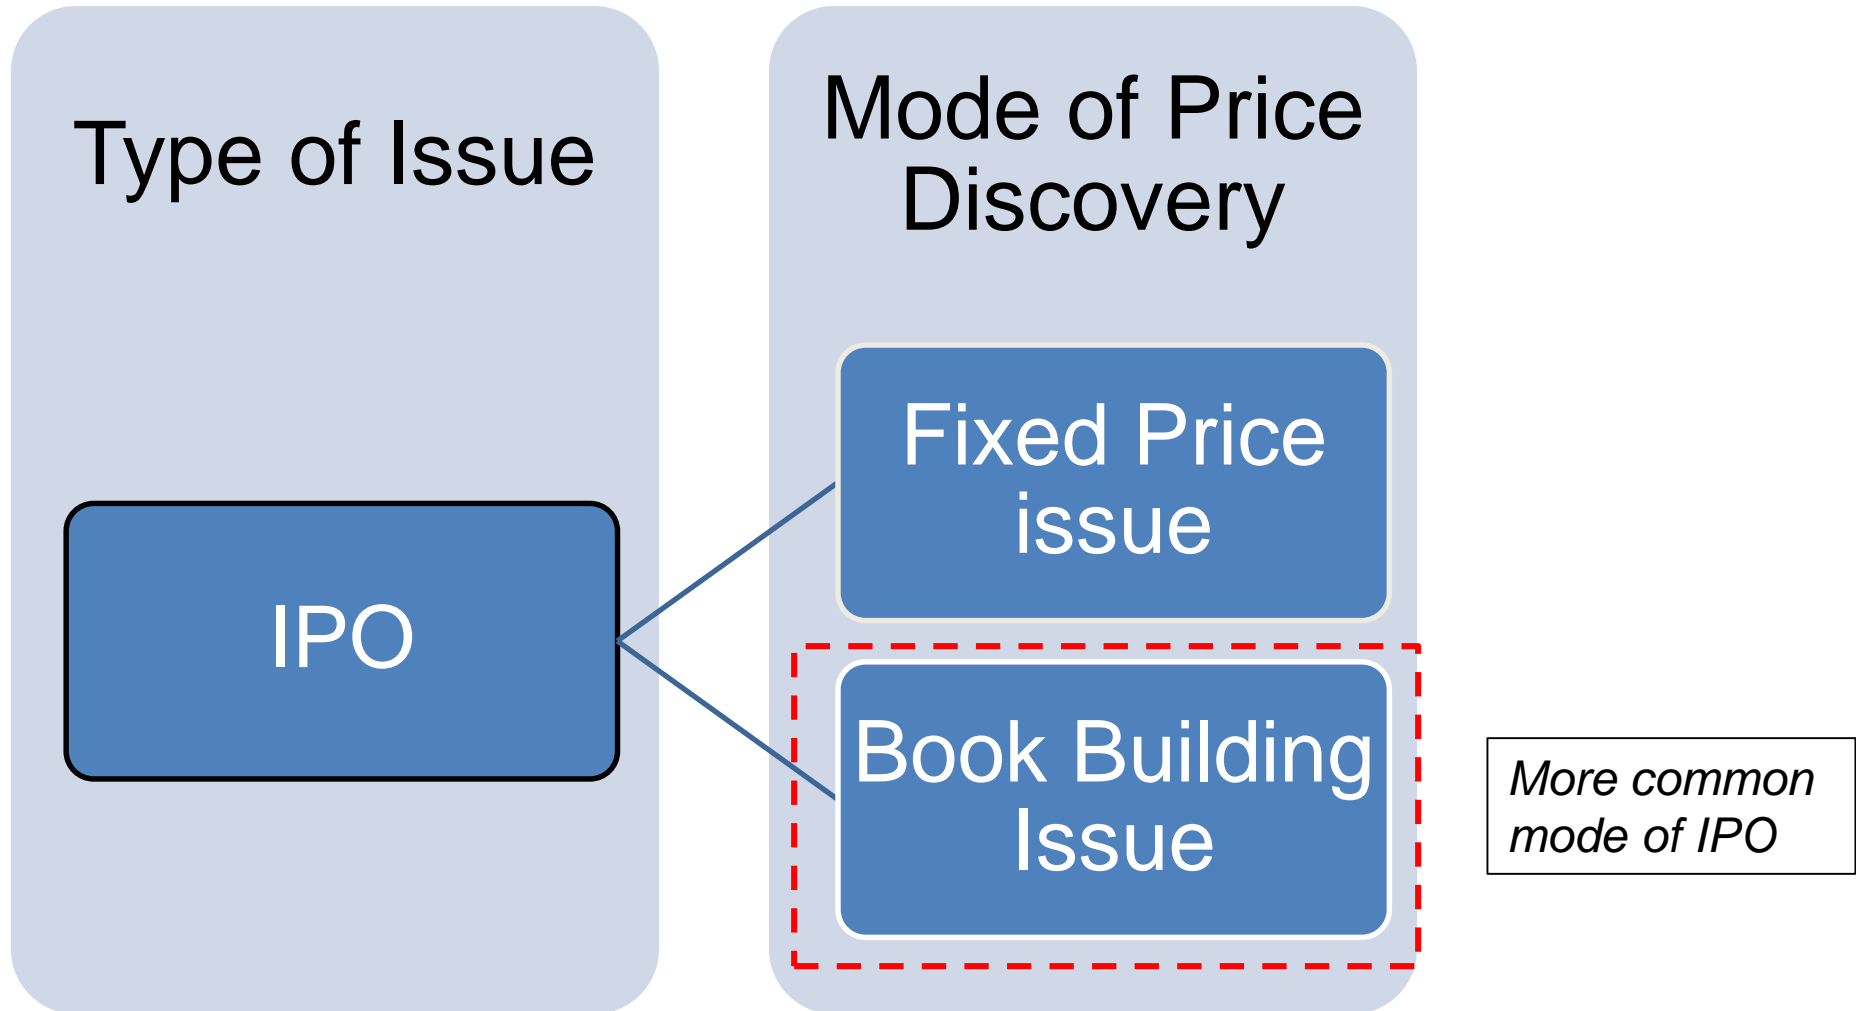 Type of Issue
Mode of Price
Discovery
IPO
Fixed Price
issue
Book Building
Issue
More common
mode of IPO